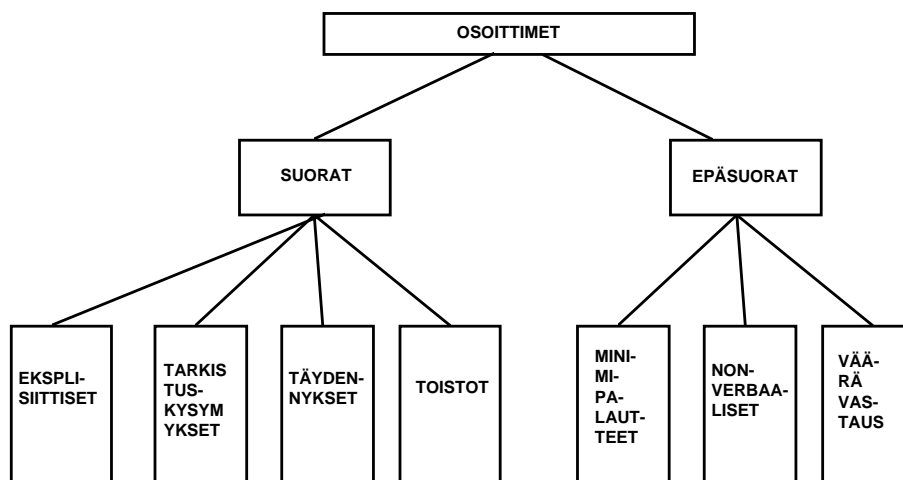 OSOITTIMET
SUORAT
EPÄSUORAT
EKSPLI-
SIITTISET
TARKIS
TUS-
KYSYM
YKSET
TÄYDEN-
NYKSET
TOISTOT
MINI-
MI-
PA-
LAUT-
TEET
NON-
VERBAA-
LISET
VÄÄ-
RÄ
VAS-
TAUS